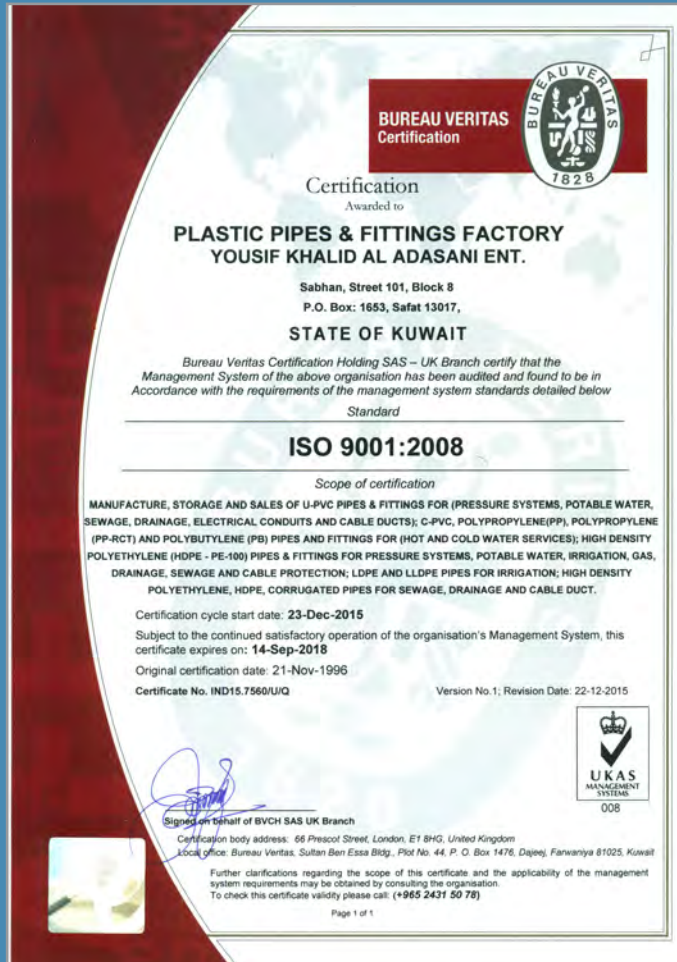 BUREAU VERITAS
Certification
BUREAU VERITAS
1828
Certification
Awarded to
PLASTIC PIPES & FITTINGS FACTORY
YOUSIF KHALID AL ADASANI ENT.
Sabhan, Street 101, Block 8
P.O. Box: 1653, Safat 13017,
STATE OF KUWAIT
Bureau Veritas Certification Holding SAS – UK Branch certify that the
Management System of the above organisation has been audited and found to be in
Accordance with the requirements of the management system standards detailed below
Standard
ISO 9001:2008
Scope of certification
MANUFACTURE, STORAGE AND SALES OF U-PVC PIPES & FITTINGS FOR (PRESSURE SYSTEMS, POTABLE WATER,
SEWAGE, DRAINAGE, ELECTRICAL CONDUITS AND CABLE DUCTS); C-PVC, POLYPROPYLENE(PP), POLYPROPYLENE
(PP-RCT) AND POLYBUTYLENE (PB) PIPES AND FITTINGS FOR (HOT AND COLD WATER SERVICES); HIGH DENSITY
POLYETHYLENE (HDPE - PE-100) PIPES & FITTINGS FOR PRESSURE SYSTEMS, POTABLE WATER, IRRIGATION, GAS,
DRAINAGE, SEWAGE AND CABLE PROTECTION; LDPE AND LLDPE PIPES FOR IRRIGATION; HIGH DENSITY
POLYETHYLENE, HDPE, CORRUGATED PIPES FOR SEWAGE, DRAINAGE AND CABLE DUCT.
Certification cycle start date: 23-Dec-2015
Subject to the continued satisfactory operation of the organisation's Management System, this
certificate expires on: 14-Sep-2018
Original certification date: 21-Nov-1996
Certificate No. IND15.7560/U/Q Version No.1; Revision Date: 22-12-2015
UKAS
MANAGEMENT
SYSTEMS
008
Signed on behalf of BVCH SAS UK Branch
Certification body address: 66 Prescot Street, London, E1 8HG, United Kingdom
Local office: Bureau Veritas, Sultan Ben Essa Bldg., Plot No. 44, P. O. Box 1476, Dajeej, Farwaniya 81025, Kuwait
Further clarifications regarding the scope of this certificate and the applicability of the management
system requirements may be obtained by consulting the organisation.
To check this certificate validity please call: (+965 2431 50 78)
Page 1 of 1